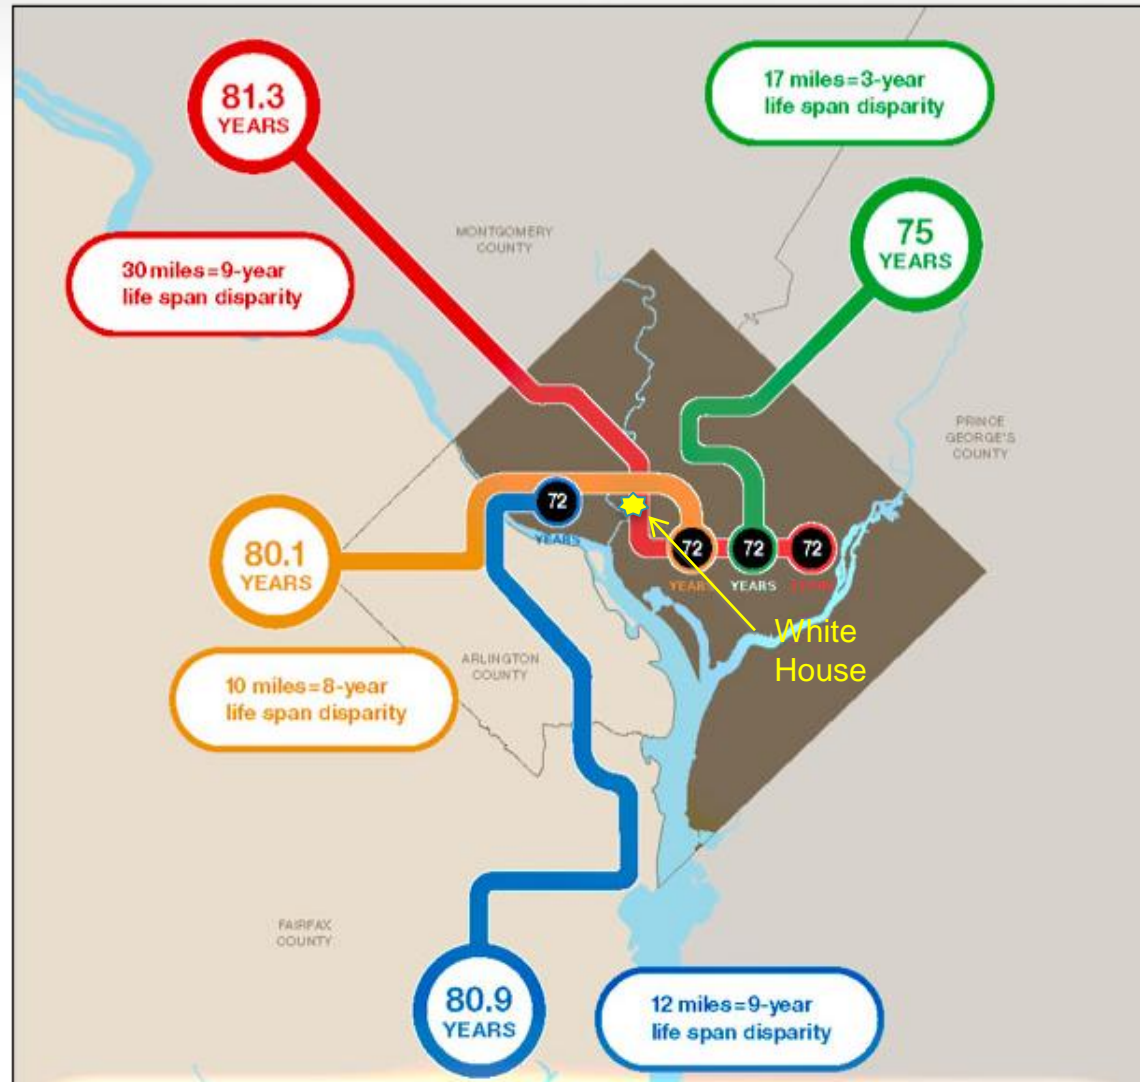 81.3
YEARS
17 miles=3-year
life span disparity
75
YEARS
MONTGOMERY
COUNTY
30 miles=9-year
life span disparity
PRINCE
GEORGE'S
COUNTY
72
YEARS
72
YEARS
72
YEARS
72
80.1
YEARS
White
House
ARLINGTON
COUNTY
10 miles=8-year
life span disparity
FAIRFAX
COUNTY
80.9
YEARS
12 miles=9-year
life span disparity